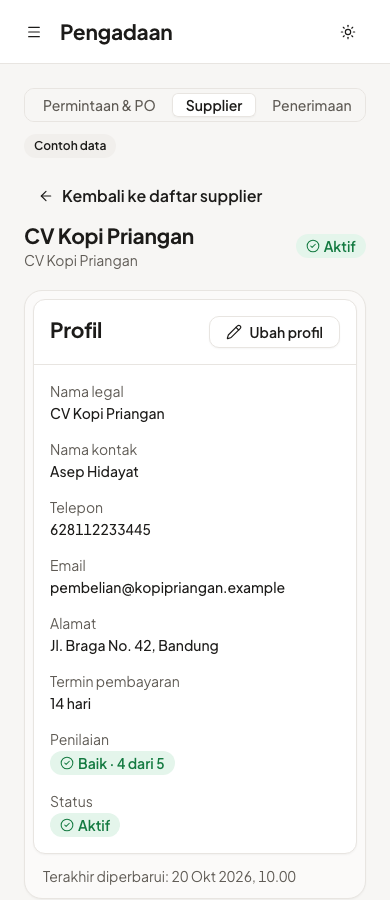 Pengadaan
Permintaan & PO
Supplier
Penerimaan
Contoh data
Kembali ke daftar supplier
CV Kopi Priangan
Aktif
CV Kopi Priangan
Profil
Ubah profil
Nama legal
CV Kopi Priangan
Nama kontak
Asep Hidayat
Telepon
628112233445
Email
pembelian@kopipriangan.example
Alamat
Jl. Braga No. 42, Bandung
Termin pembayaran
14 hari
Penilaian
Baik · 4 dari 5
Status
Aktif
Terakhir diperbarui: 20 Okt 2026, 10.00